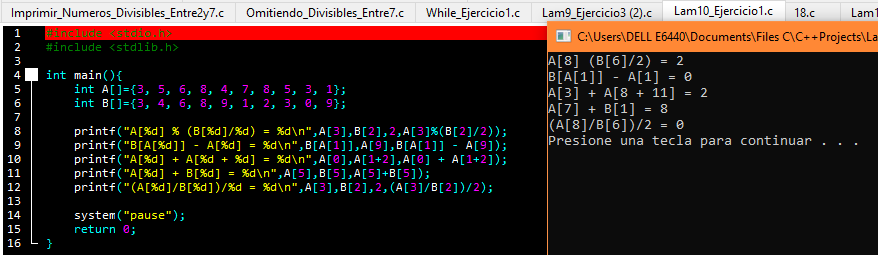 Imprimir_Numeros_Divisibles_Entre2y7.c Omitiendo_Divisibles_Entre7.c While_Ejercicio1.c Lam9_Ejercicio3 (2).c Lam10_Ejercicio1.c 18.c Lam1
1 #include <stdio.h>
2 #include <stdlib.h>
3
4 int main(){
5 int A[]={3, 5, 6, 8, 4, 7, 8, 5, 3, 1};
6 int B[]={3, 4, 6, 8, 9, 1, 2, 3, 0, 9};
7
8 printf("A[%d] % (B[%d]/%d) = %d\n",A[3],B[2],2,A[3]%(B[2]/2));
9 printf("B[A[%d]] - A[%d] = %d\n",B[A[1]],A[9],B[A[1]] - A[9]);
10 printf("A[%d] + A[%d + %d] = %d\n",A[0],A[1+2],A[0] + A[1+2]);
11 printf("A[%d] + B[%d] = %d\n",A[5],B[5],A[5]+B[5]);
12 printf("(A[%d]/B[%d])/%d = %d\n",A[3],B[2],2,(A[3]/B[2])/2);
13
14 system("pause");
15 return 0;
16 }
C:\Users\DELL E6440\Documents\Files C\C++Projects\La
A[8] (B[6]/2) = 2
B[A[1]] - A[1] = 0
A[3] + A[8 + 11] = 2
A[7] + B[1] = 8
(A[8]/B[6])/2 = 0
Presione una tecla para continuar . . .